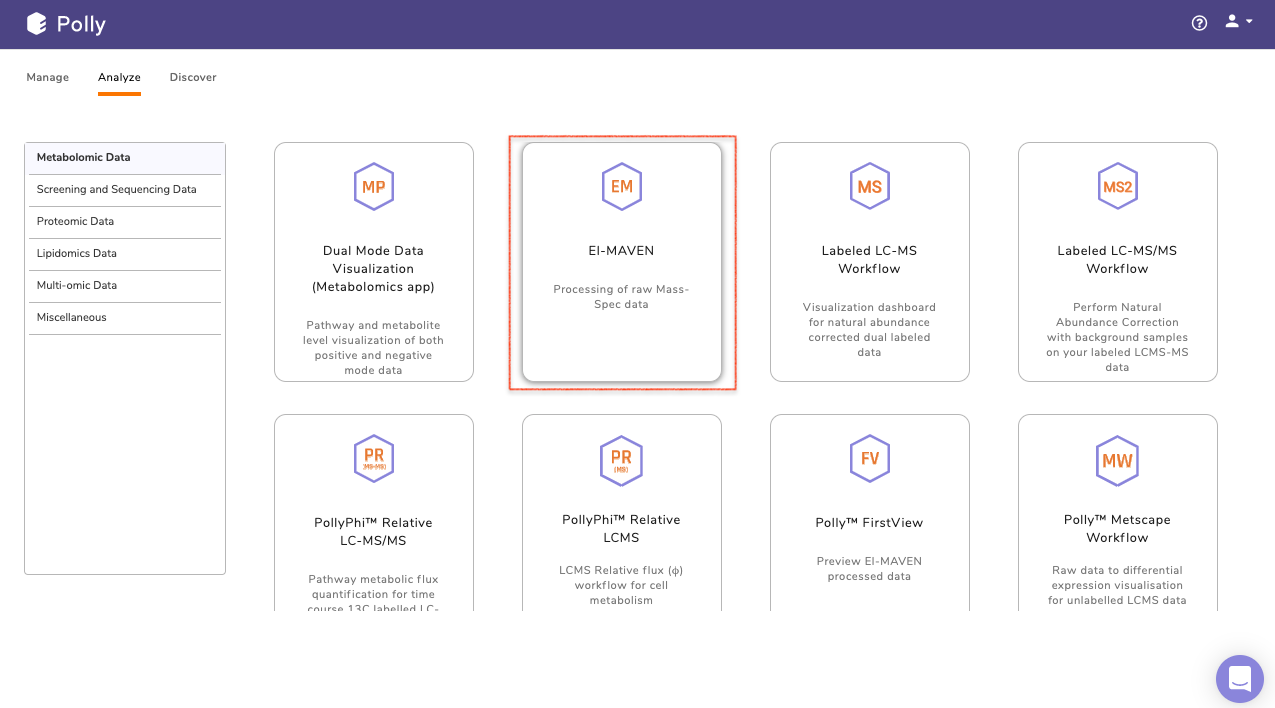 Polly
Manage
Analyze
Discover
Metabolomic Data
Screening and Sequencing Data
Proteomic Data
Lipidomics Data
Multi-omic Data
Miscellaneous
MP
Dual Mode Data
Visualization
(Metabolomics app)
Pathway and metabolite
level visualization of both
positive and negative
mode data
EM
El-MAVEN
Processing of raw Mass-
Spec data
MS
Labeled LC-MS
Workflow
Visualization dashboard
for natural abundance
corrected dual labeled
data
MS2
Labeled LC-MS/MS
Workflow
Perform Natural
Abundance Correction
with background samples
on your labeled LCMS-MS
data
PR
(MS-MS)
PollyPhi™ Relative
LC-MS/MS
Pathway metabolic flux
quantification for time
course 13C labelled LC-
PR
(MS)
PollyPhi™ Relative
LCMS
LCMS Relative flux (ϕ)
workflow for cell
metabolism
FV
Polly™ FirstView
Preview El-MAVEN
processed data
MW
Polly™ Metscape
Workflow
Raw data to differential
expression visualisation
for unlabelled LCMS data